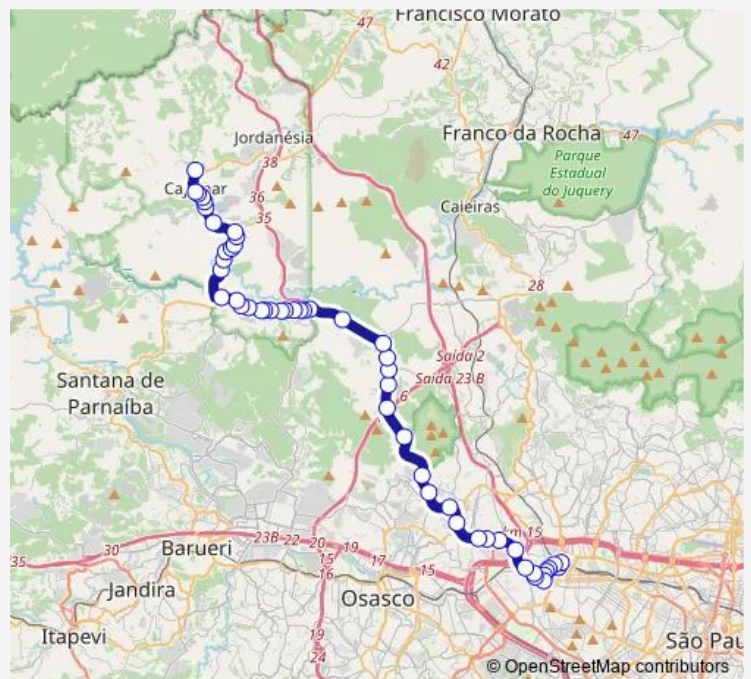 Francisco Morato
47
42
Jordanésia
Franco da Rocha
47
38
Parque
Estadual
do Juquery
36
Caieiras
35
28
Saída 2
Santana de
Parnaíba
Saída 23 B
6
km 15
35
30
Barueri
23B
22
20
19
15
17
15
16
Jandira
Osasco
Itapevi
19
24
São Pau
© OpenStreetMap contributors